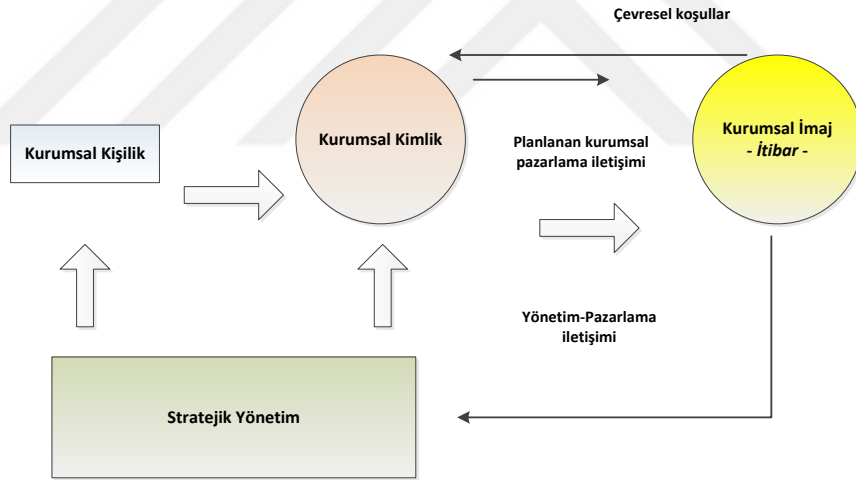 Çevresel koşullar
Kurumsal Kişilik
Kurumsal Kimlik
Planlanan kurumsal
pazarlama iletişimi
Kurumsal İmaj
- İtibar -
Yönetim-Pazarlama
iletişimi
Stratejik Yönetim